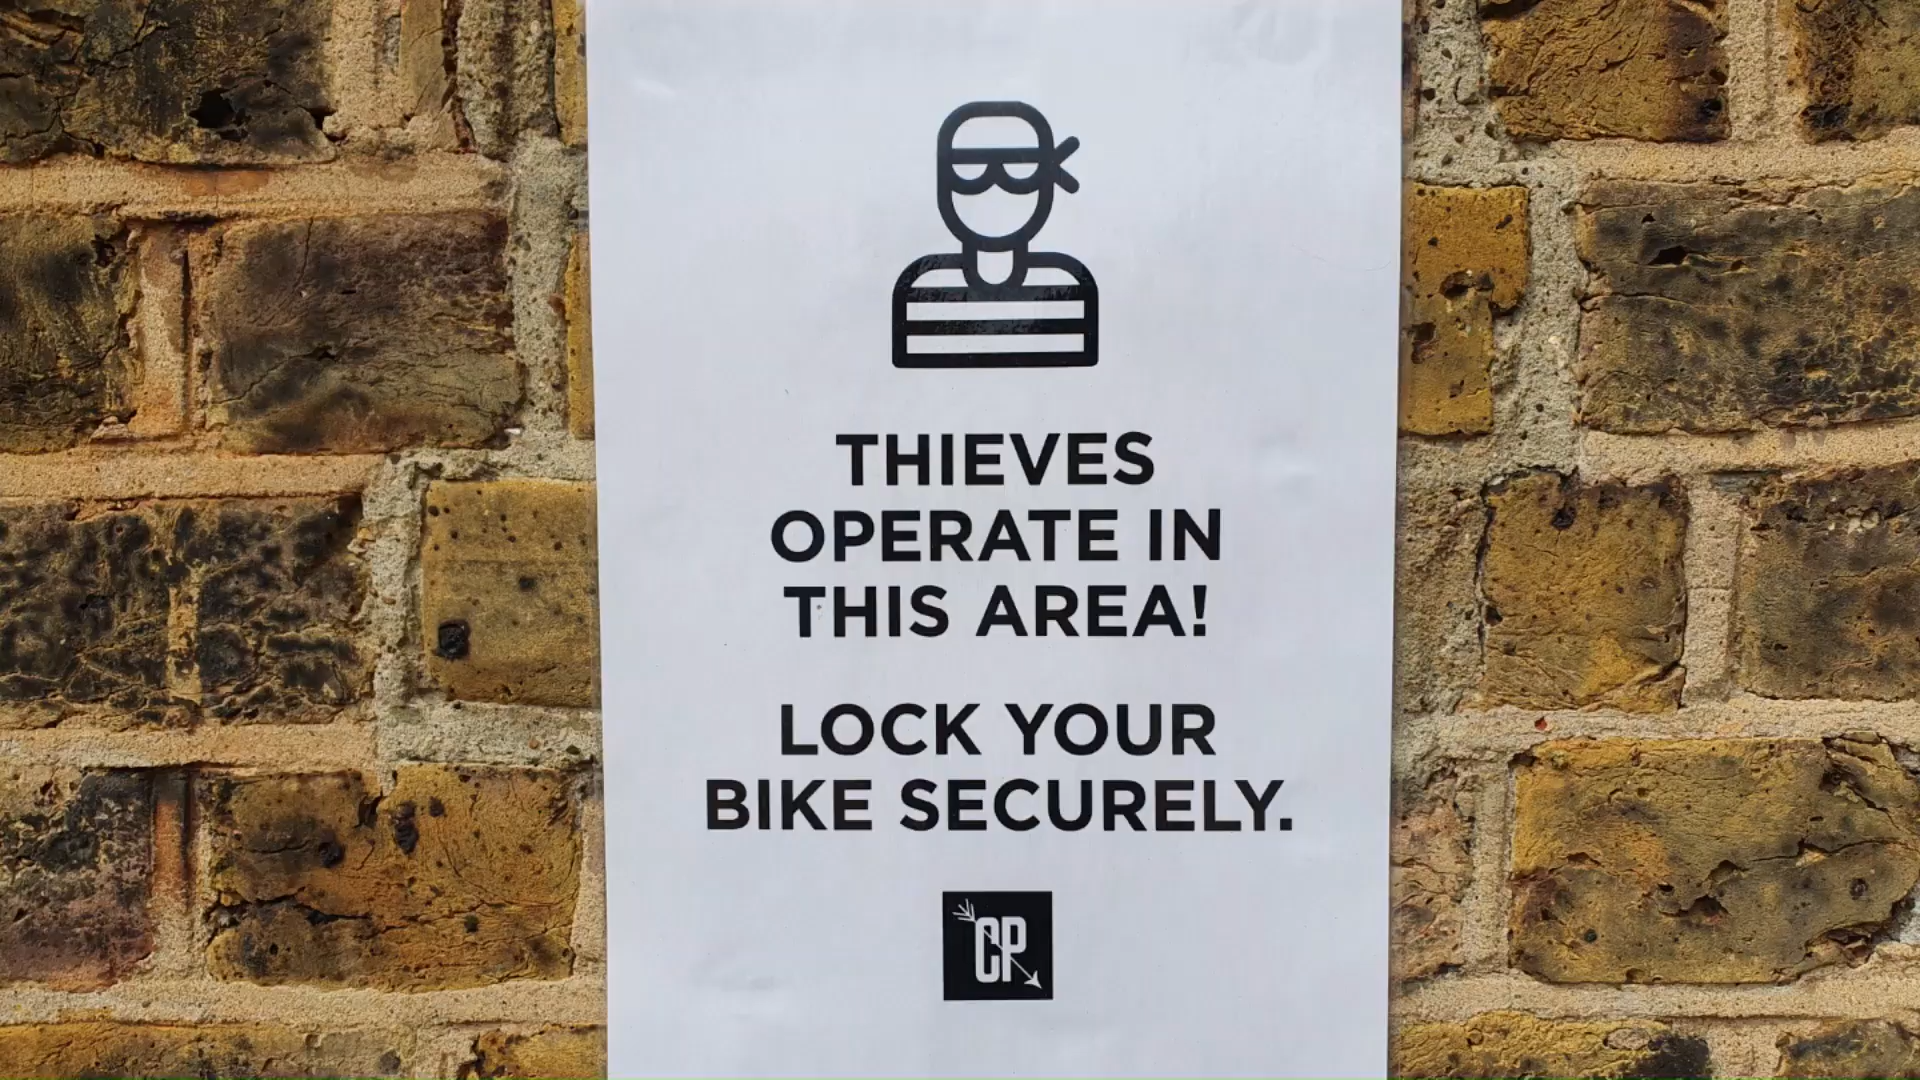 THIEVES
OPERATE IN
THIS AREA!
LOCK YOUR
BIKE SECURELY.
CP